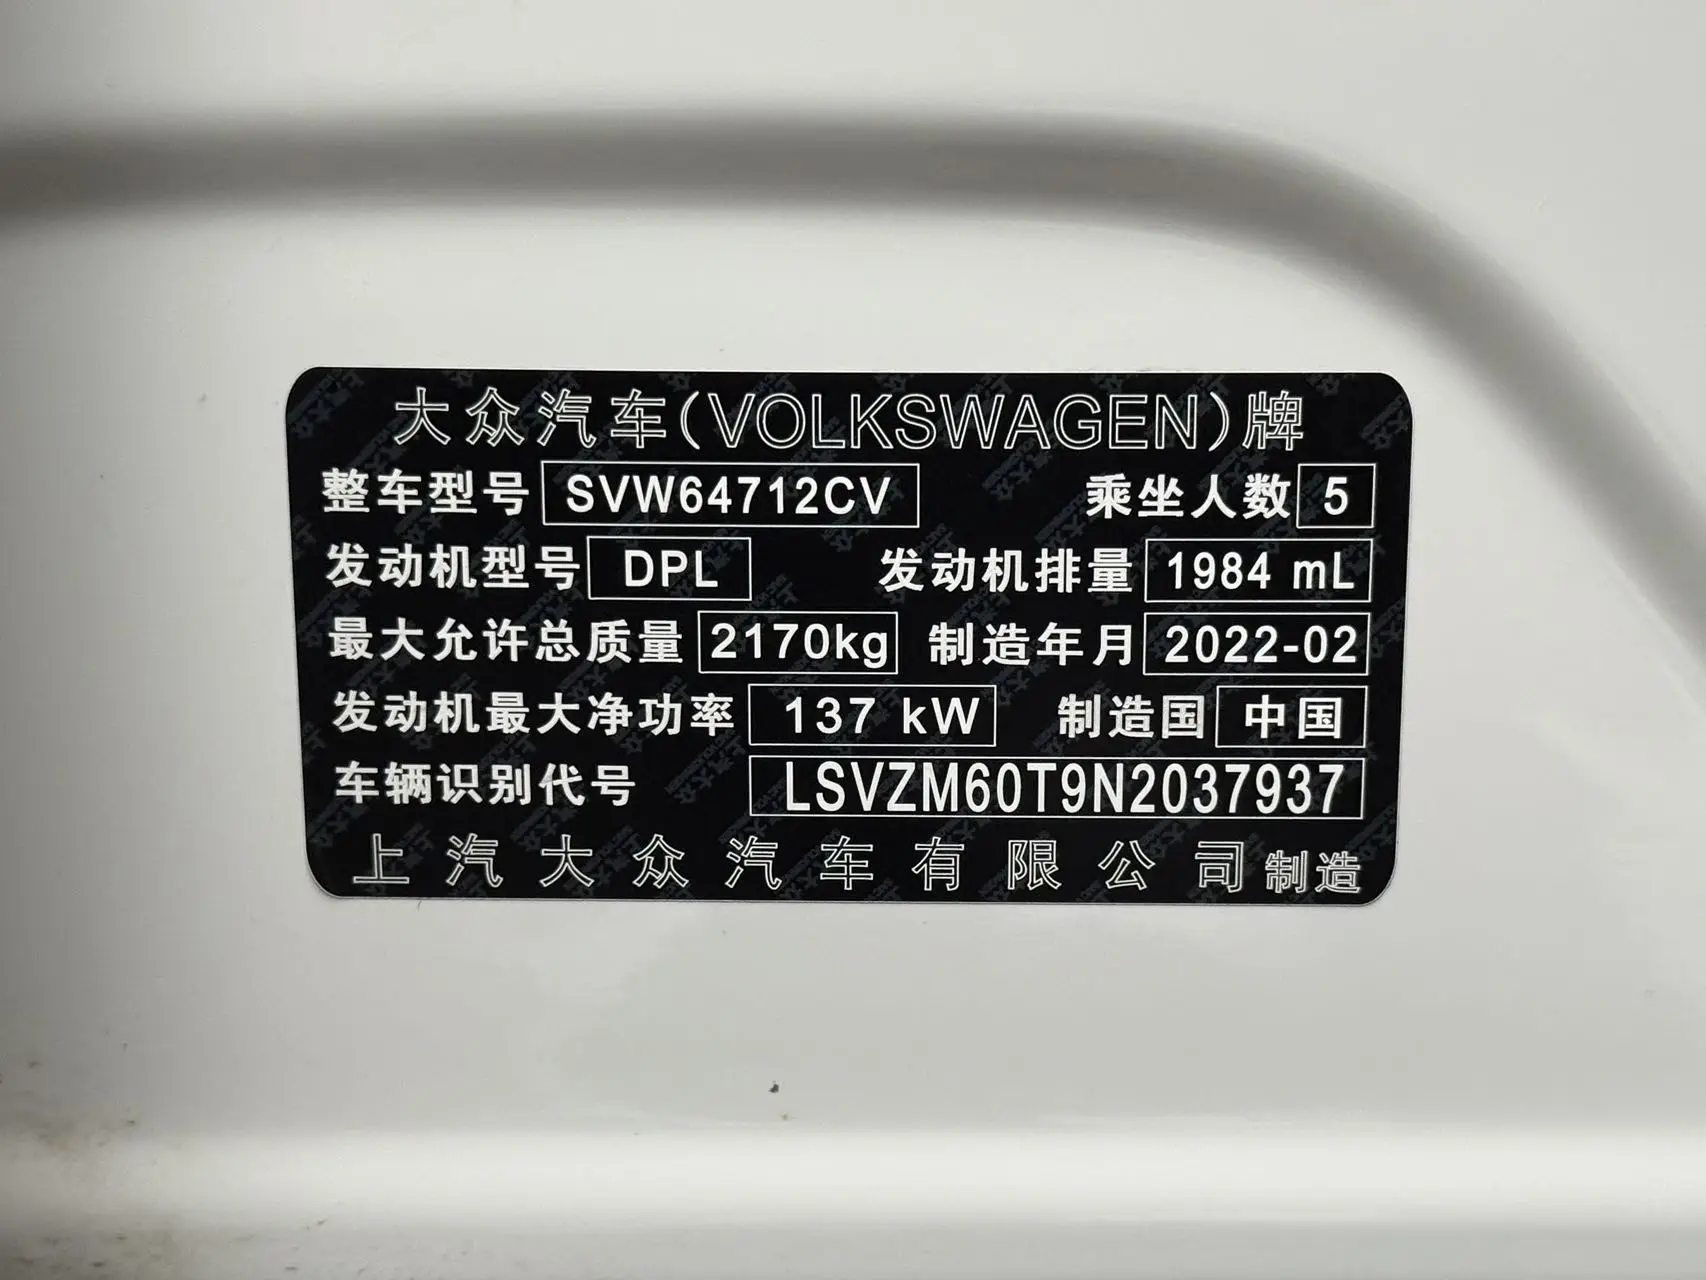 大众汽车(VOLKSWAGEN)牌
整车型号 SVW64712CV 乘坐人数 5
发动机型号 DPL 发动机排量 1984 mL
最大允许总质量 2170kg 制造年月 2022-02
发动机最大净功率 137 kW 制造国 中国
车辆识别代号 LSVZM60T9N2037937
上汽大众汽车有限公司制造